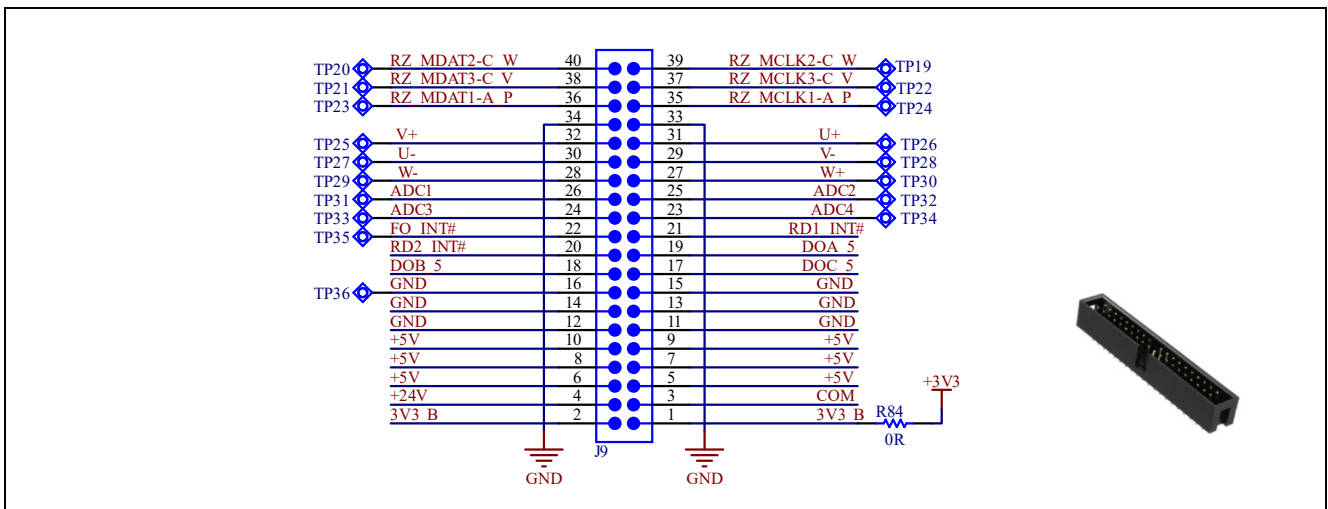 TP20 RZ_MDAT2-C_W 40 39 RZ_MCLK2-C_W TP19
TP21 RZ_MDAT3-C_V 38 37 RZ_MCLK3-C_V TP22
TP23 RZ_MDAT1-A_P 36 35 RZ_MCLK1-A_P TP24
34 33
TP25 V+ 32 31 U+ TP26
TP27 U- 30 29 V- TP28
TP29 W- 28 27 W+ TP30
TP31 ADC1 26 25 ADC2 TP32
TP33 ADC3 24 23 ADC4 TP34
TP35 FO_INT# 22 21 RD1_INT#
RD2_INT# 20 19 DOA_5
DOB_5 18 17 DOC_5
TP36 GND 16 15 GND
GND 14 13 GND
GND 12 11 GND
+5V 10 9 +5V
+5V 8 7 +5V
+5V 6 5 +5V +3V3
+24V 4 3 COM
3V3_B 2 1 3V3_B R84
0R
J9
GND GND